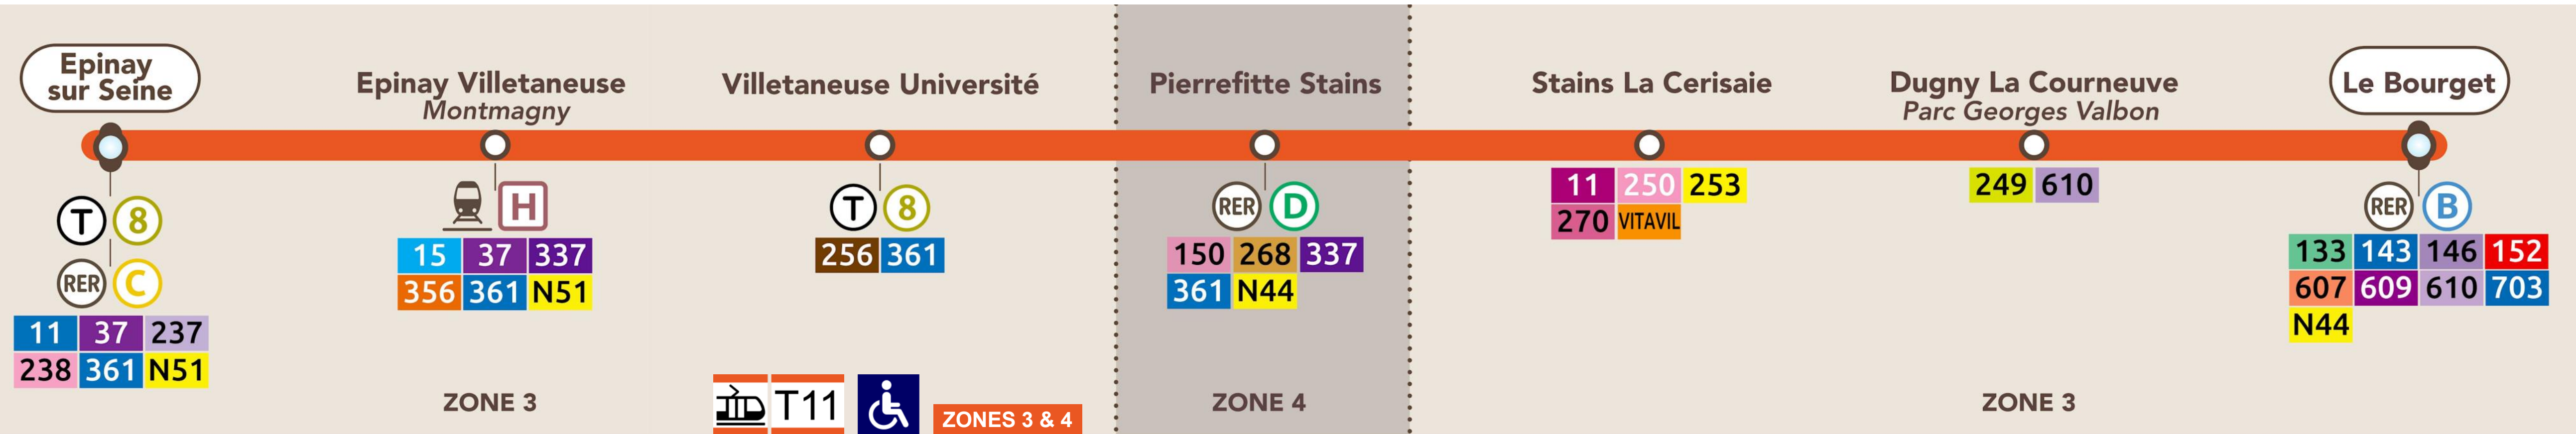 Epinay
sur Seine
T 8
RER C
11 37 237
238 361 N51
Epinay Villetaneuse
Montmagny
H
15 37 337
356 361 N51
ZONE 3
Villetaneuse Université
T 8
256 361
T11
ZONES 3 & 4
Pierrefitte Stains
RER D
150 268 337
361 N44
ZONE 4
Stains La Cerisaie
11 250 253
270 VITAVIL
Dugny La Courneuve
Parc Georges Valbon
249 610
ZONE 3
Le Bourget
RER B
133 143 146 152
607 609 610 703
N44